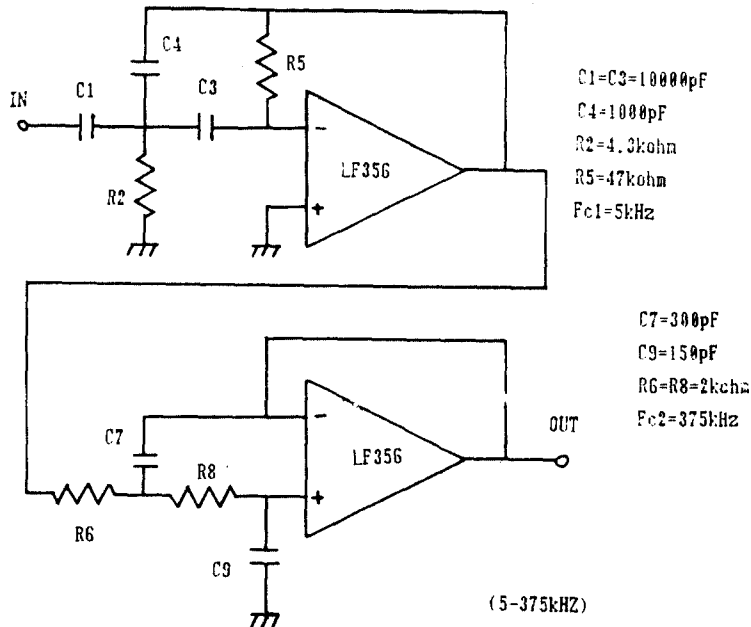 C4
R5
C1=C3=10000pF
IN
C1
C3
-
C4=1000pF
LF356
R2=4.3kohm
R2
+
R5=47kohm
Fc1=5kHz
C7=300pF
C9=150pF
R6=R8=2kohm
-
OUT
Fc2=375kHz
C7
LF356
R8
+
R6
C9
(5-375kHZ)